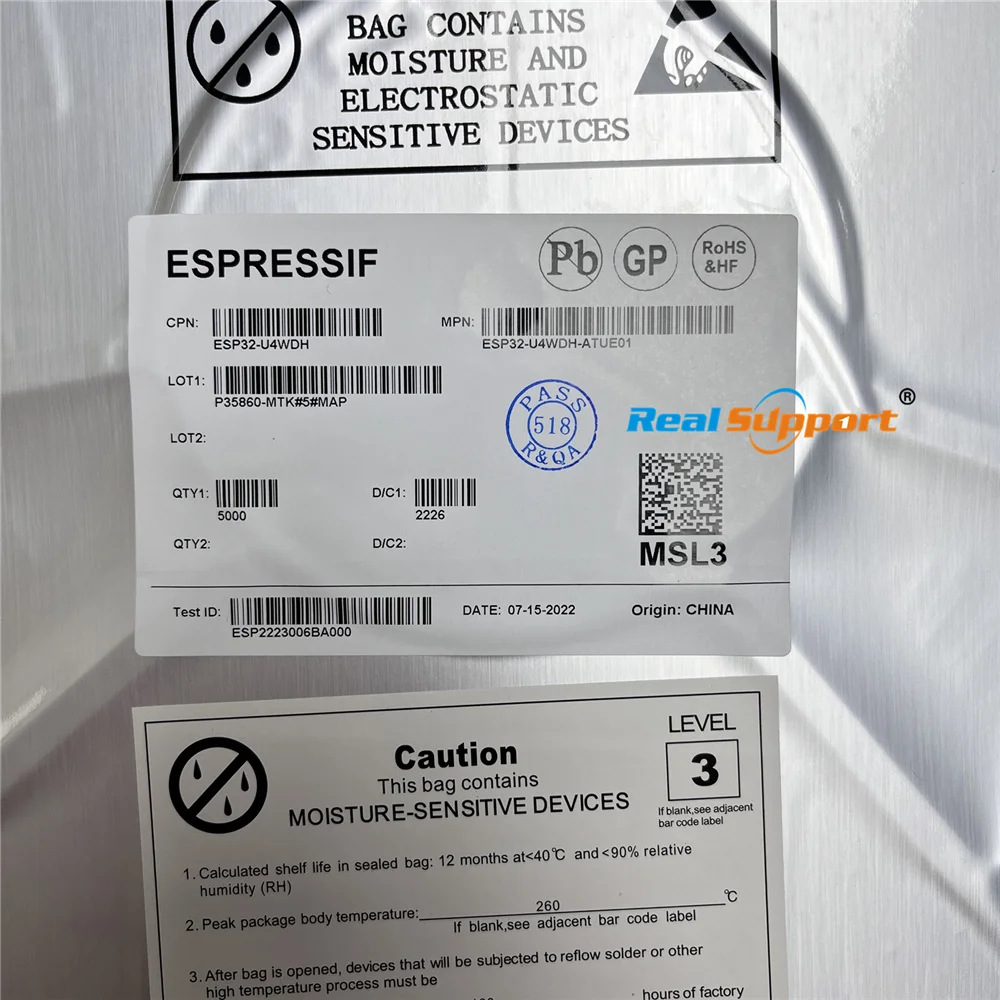 BAG CONTAINS
MOISTURE AND
ELECTROSTATIC
SENSITIVE DEVICES
ESPRESSIF
Pb
GP
RoHS
&HF
CPN:
ESP32-U4WDH
MPN:
ESP32-U4WDH-ATUE01
LOT1:
P35860-MTK#5#MAP
PASS
518
R&QA
Real Support®
LOT2:
QTY1:
5000
D/C1:
2226
QTY2:
D/C2:
MSL3
Test ID:
ESP2223006BA000
DATE: 07-15-2022
Origin: CHINA
Caution
This bag contains
MOISTURE-SENSITIVE DEVICES
LEVEL
3
If blank,see adjacent
bar code label
1. Calculated shelf life in sealed bag: 12 months at<40℃ and <90% relative
humidity (RH)
2. Peak package body temperature: 260 ℃
If blank,see adjacent bar code label
3. After bag is opened, devices that will be subjected to reflow solder or other
high temperature process must be
hours of factory